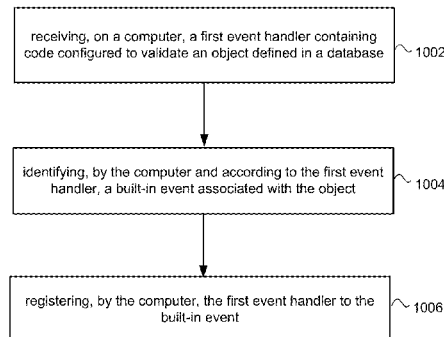 receiving, on a computer, a first event handler containing
code configured to validate an object defined in a database
1002
identifying, by the computer and according to the first event
handler, a built-in event associated with the object
1004
registering, by the computer, the first event handler to the
built-in event
1006